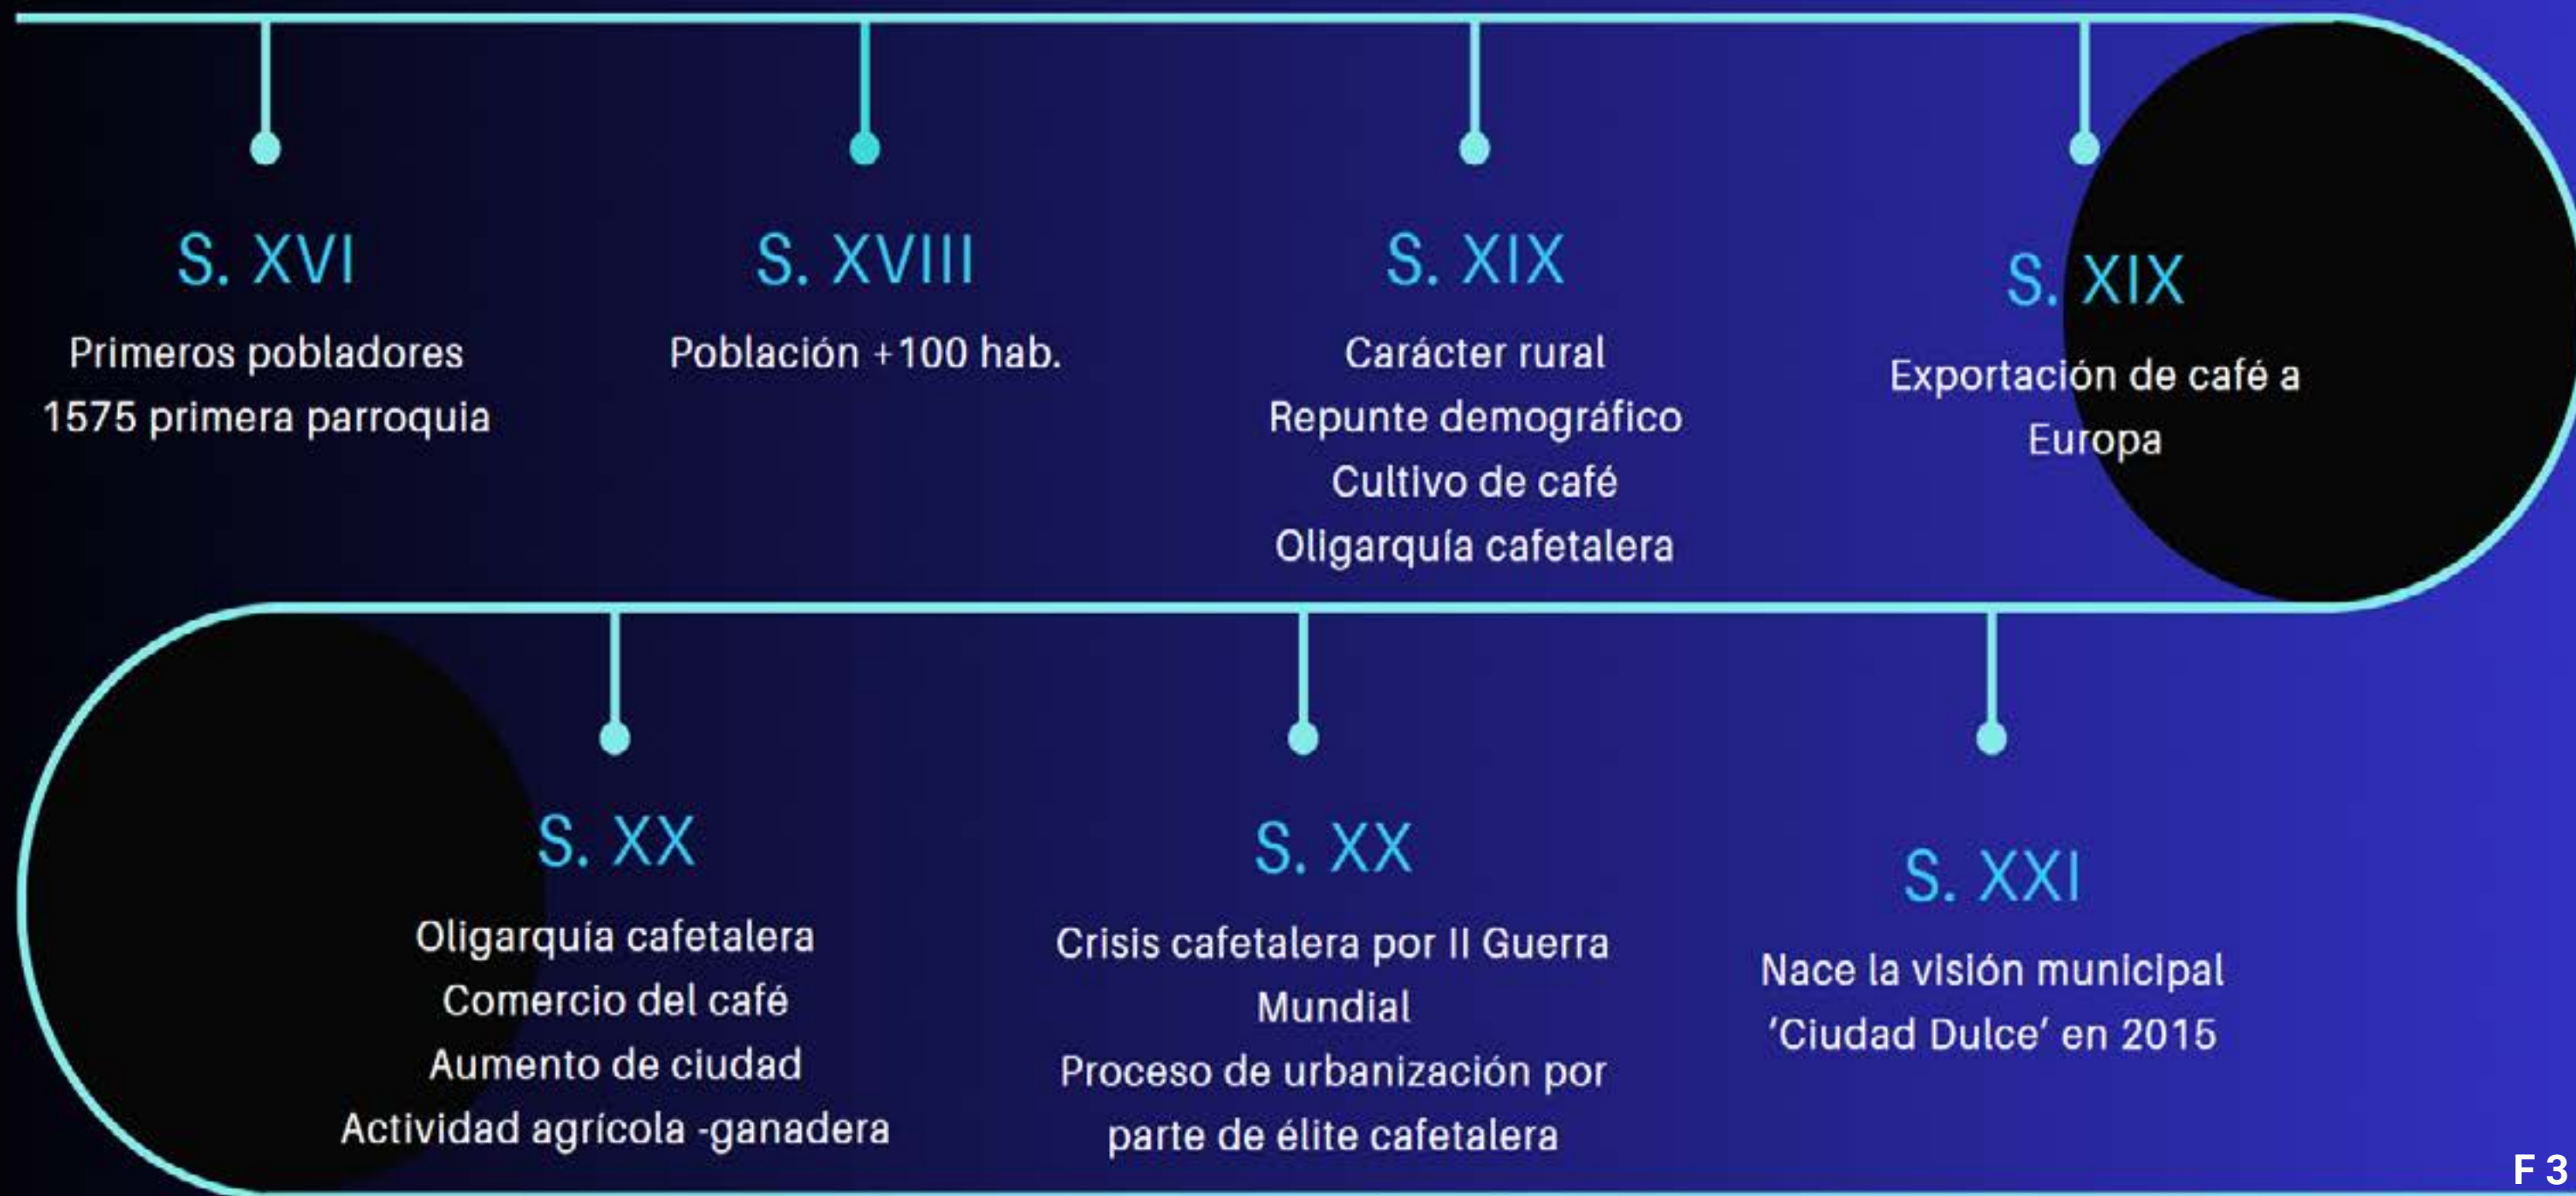 S. XVI
Primeros pobladores
1575 primera parroquia
S. XVIII
Población +100 hab.
S. XIX
Carácter rural
Repunte demográfico
Cultivo de café
Oligarquía cafetalera
S. XIX
Exportación de café a
Europa
S. XX
Oligarquía cafetalera
Comercio del café
Aumento de ciudad
Actividad agrícola -ganadera
S. XX
Crisis cafetalera por II Guerra
Mundial
Proceso de urbanización por
parte de élite cafetalera
S. XXI
Nace la visión municipal
'Ciudad Dulce' en 2015
F 3